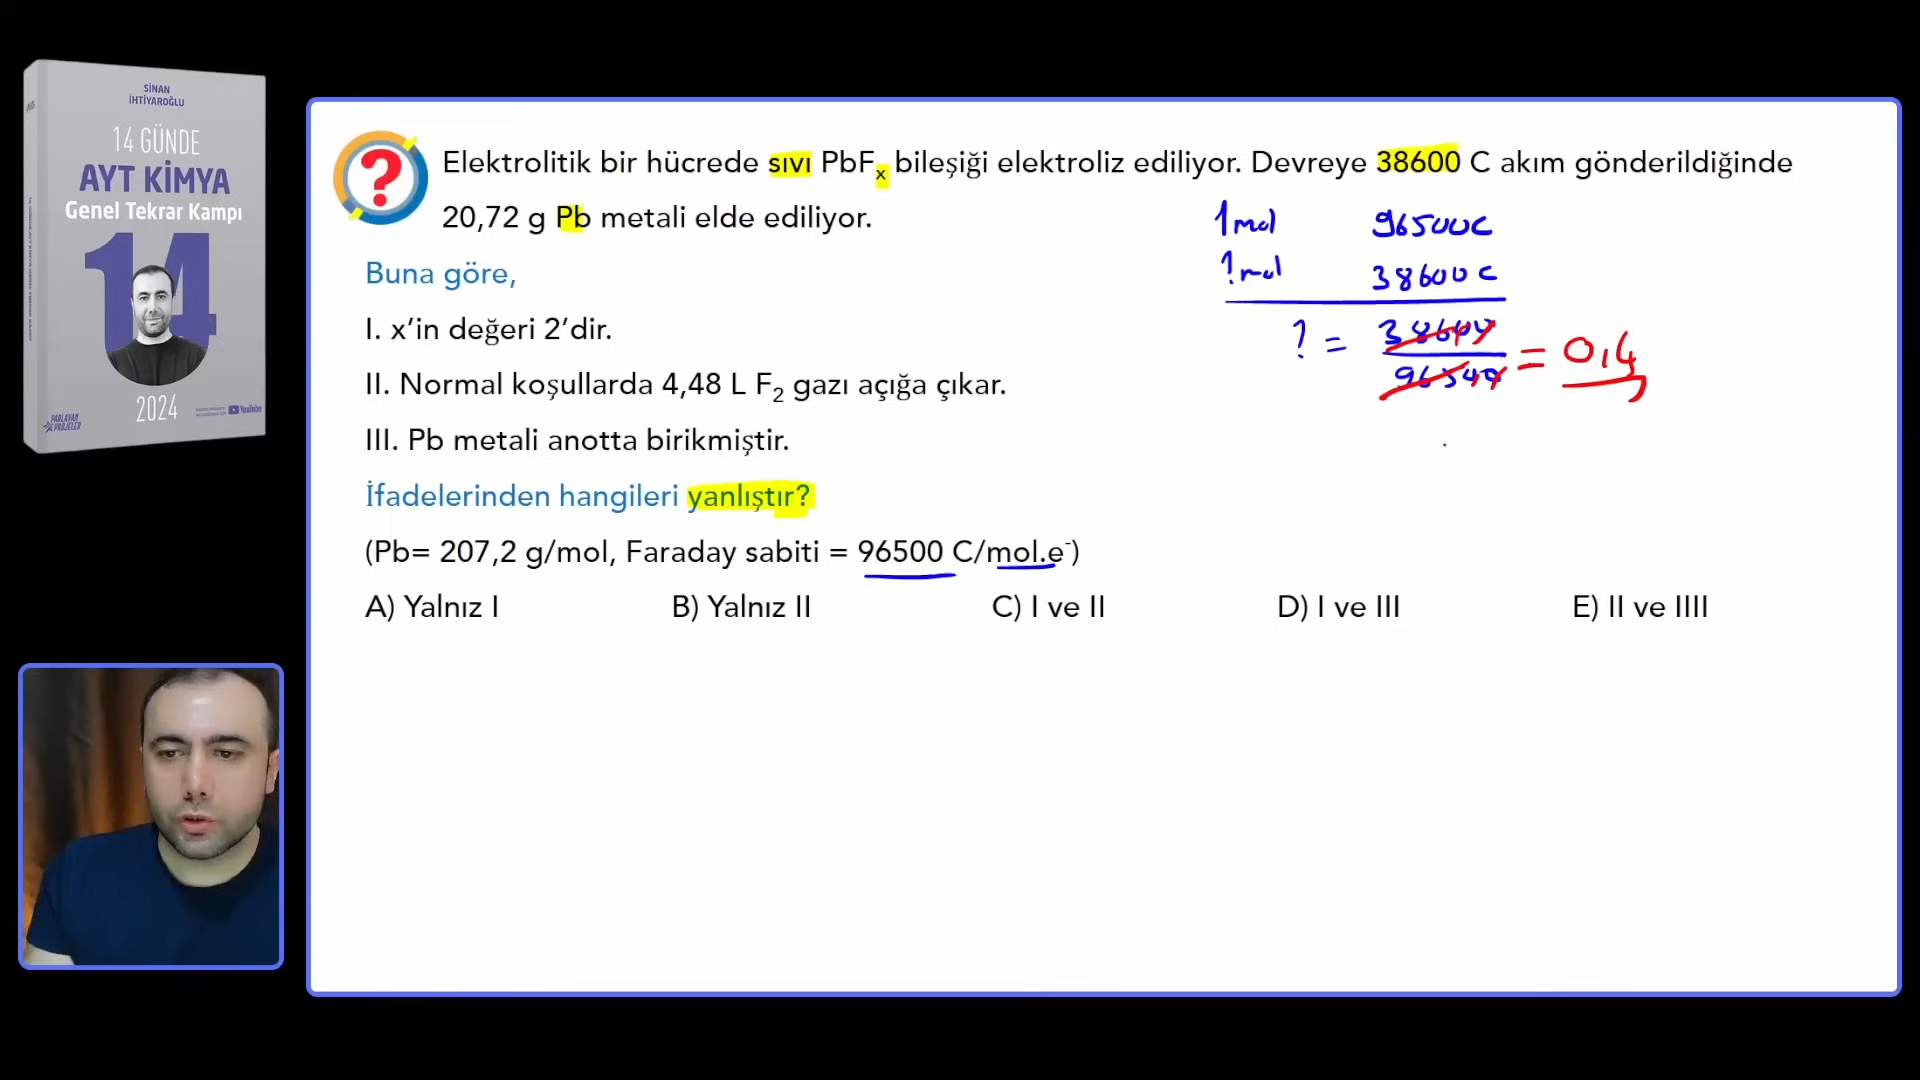 SİNAN
İHTİYAROĞLU
14 GÜNDE
AYT KİMYA
Genel Tekrar Kampı
14
2024
PARLAYAN
PROJELER
YouTube
Elektrolitik bir hücrede sıvı PbFx bileşiği elektroliz ediliyor. Devreye 38600 C akım gönderildiğinde
20,72 g Pb metali elde ediliyor.
1 mol 96500C
? mol 38600 C
? = 38600 / 96500 = 0,4
Buna göre,
I. x’in değeri 2’dir.
II. Normal koşullarda 4,48 L F₂ gazı açığa çıkar.
III. Pb metali anotta birikmiştir.
İfadelerinden hangileri yanlıştır?
(Pb= 207,2 g/mol, Faraday sabiti = 96500 C/mol.e⁻)
A) Yalnız I B) Yalnız II C) I ve II D) I ve III E) II ve IIII